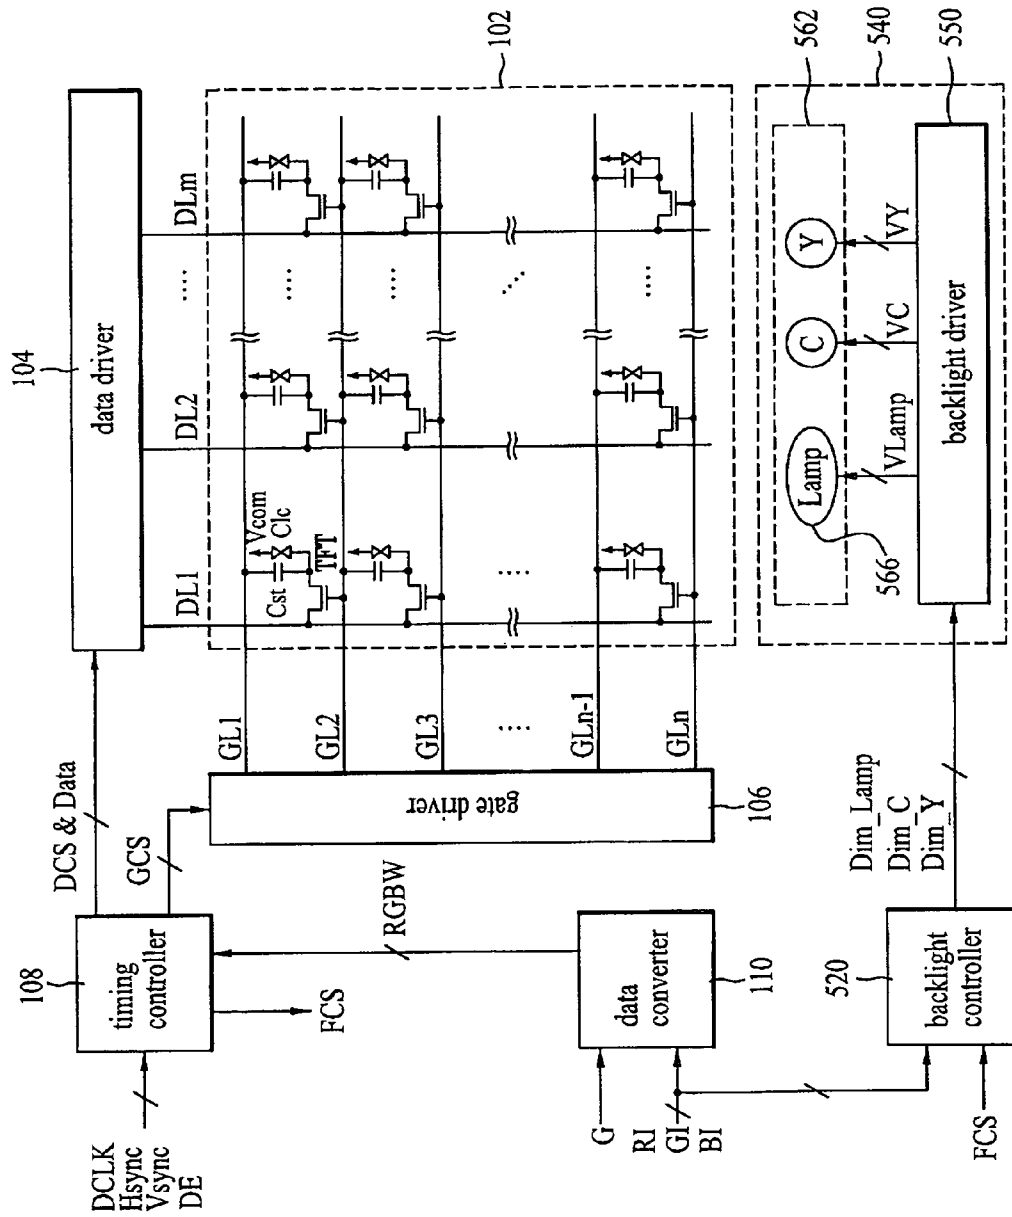 DCLK
Hsync
Vsync
DE
108
timing
controller
FCS
DCS & Data
GCS
104
data driver
DL1
DL2
....
DLm
102
106
gate driver
GL1
GL2
GL3
....
GLn-1
GLn
Vcom
Clc
Cst
TFT
....
....
....
....
....
RGBW
G
RI
GI
BI
data
converter
110
FCS
520
backlight
controller
Dim_Lamp
Dim_C
Dim_Y
Lamp
C
Y
562
566
540
VLamp
VC
VY
backlight driver
550